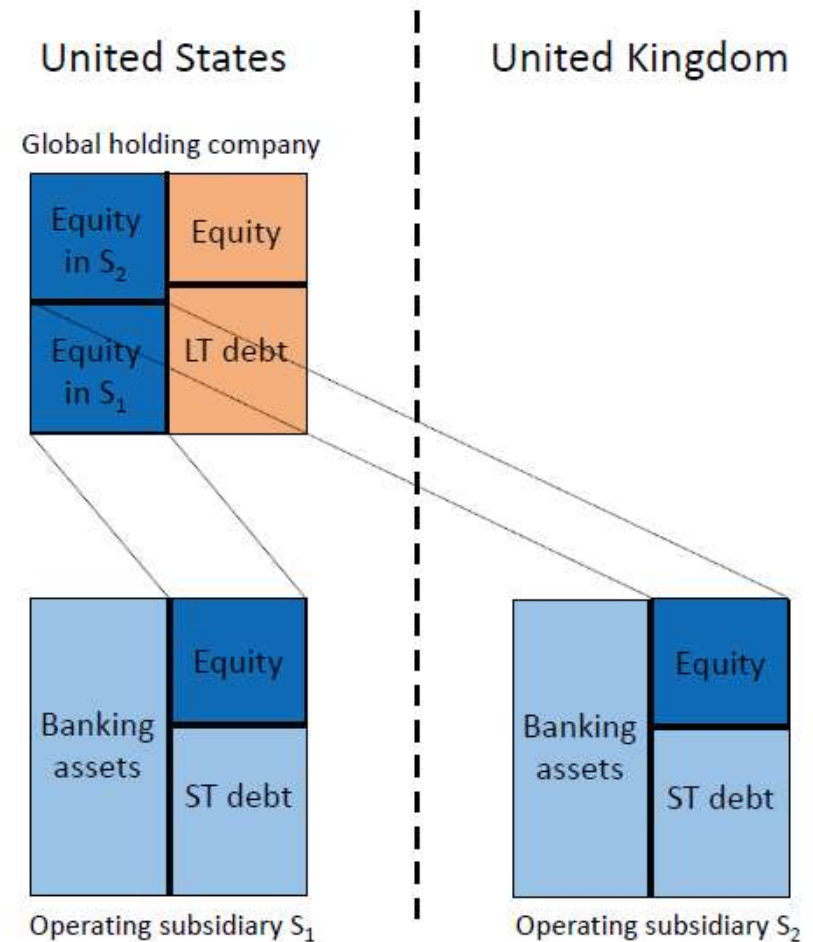 United States
United Kingdom
Global holding company
Equity
in S₂
Equity
Equity
in S₁
LT debt
Equity
Banking
assets
ST debt
Equity
Banking
assets
ST debt
Operating subsidiary S₁
Operating subsidiary S₂